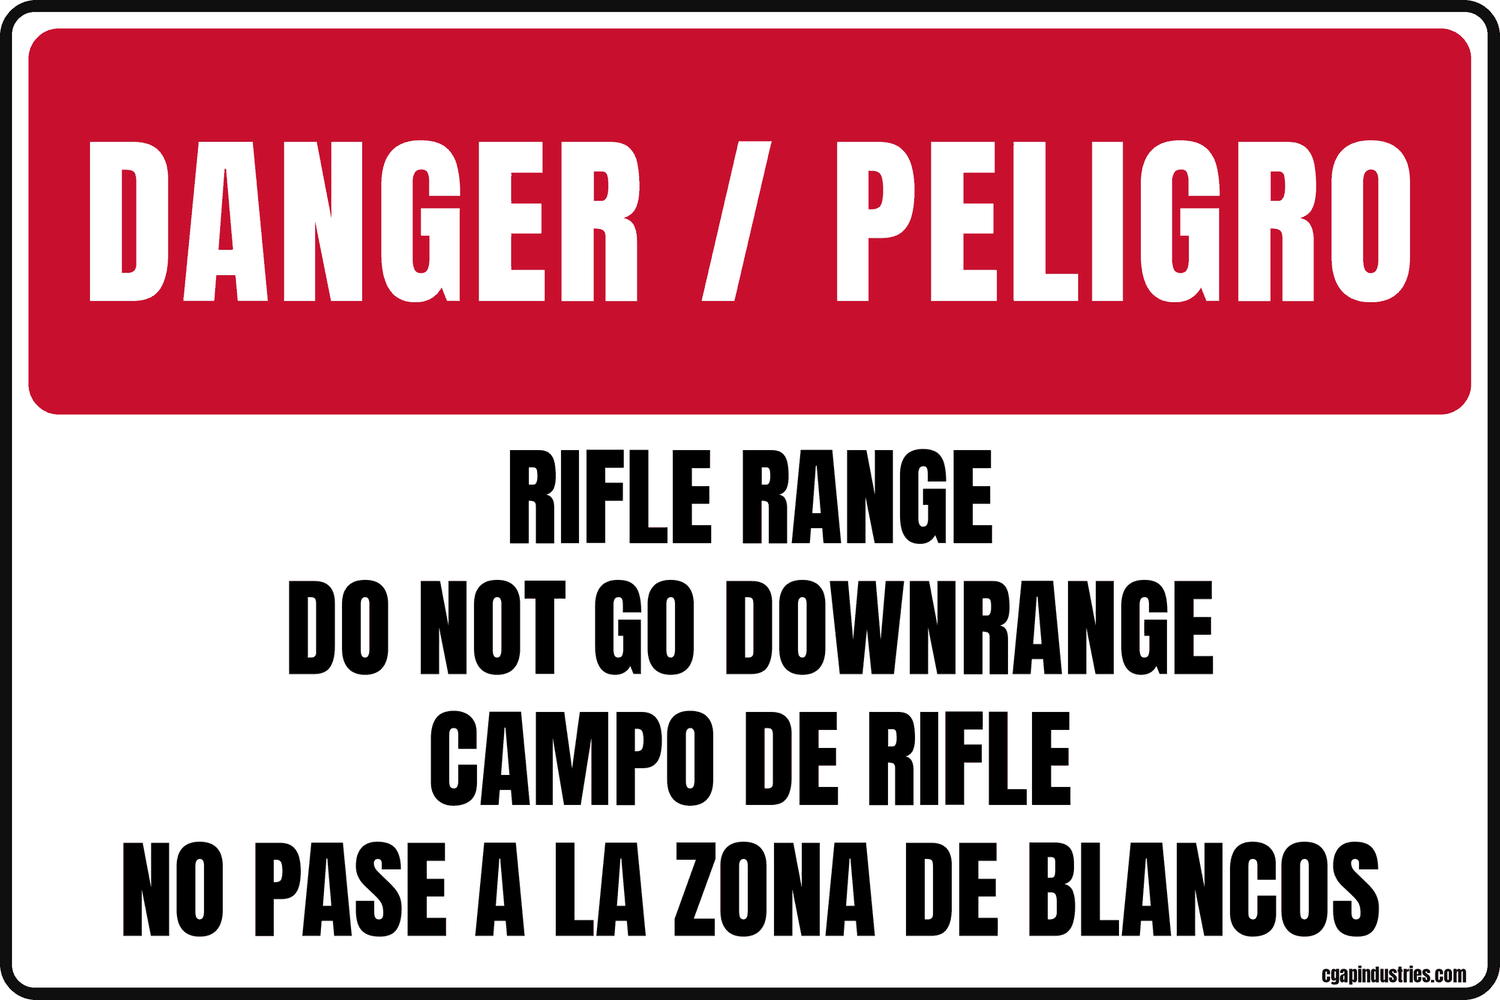 DANGER / PELIGRO
RIFLE RANGE
DO NOT GO DOWNRANGE
CAMPO DE RIFLE
NO PASE A LA ZONA DE BLANCOS
cgapindustries.com